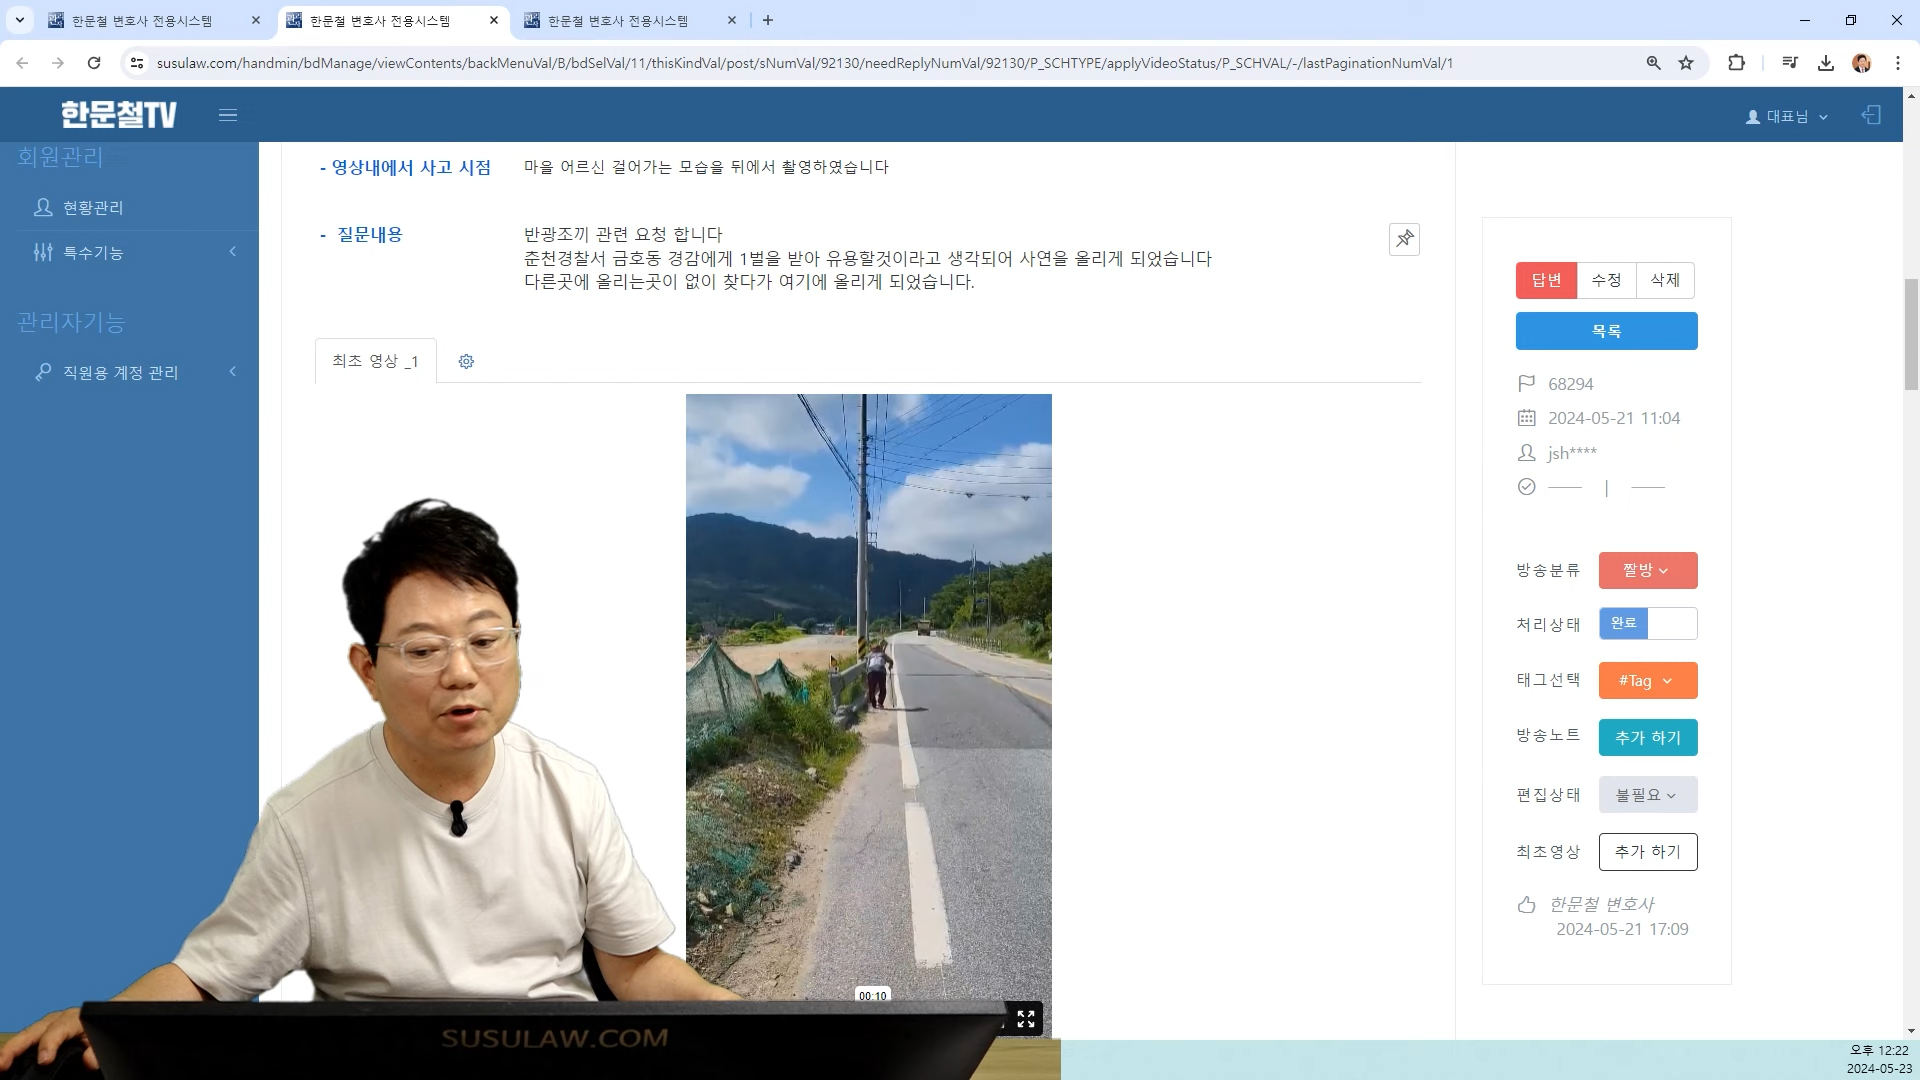 한문철 변호사 전용시스템
한문철 변호사 전용시스템
한문철 변호사 전용시스템
susulaw.com/handmin/bdManage/viewContents/backMenuVal/B/bdSelVal/11/thisKindVal/post/sNumVal/92130/needReplyNumVal/92130/P_SCHTYPE/applyVideoStatus/P_SCHVAL/-/lastPaginationNumVal/1
한문철TV
대표님
회원관리
현황관리
특수기능
관리자기능
직원용 계정 관리
- 영상내에서 사고 시점
마을 어르신 걸어가는 모습을 뒤에서 촬영하였습니다
- 질문내용
반광조끼 관련 요청 합니다
춘천경찰서 금호동 경감에게 1벌을 받아 유용할것이라고 생각되어 사연을 올리게 되었습니다
다른곳에 올리는곳이 없이 찾다가 여기에 올리게 되었습니다.
최초 영상 _1
00:10
답변 수정 삭제
목록
68294
2024-05-21 11:04
jsh****
방송분류 짤방
처리상태 완료
태그선택 #Tag
방송노트 추가 하기
편집상태 불필요
최초영상 추가 하기
한문철 변호사
2024-05-21 17:09
SUSULAW.COM
오후 12:22
2024-05-23